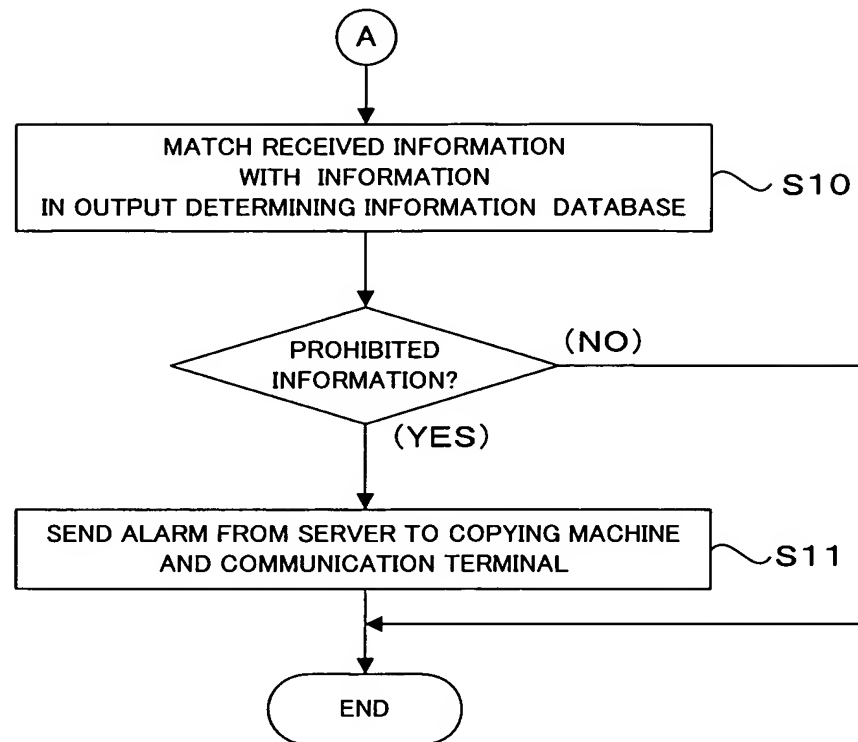 A
MATCH RECEIVED INFORMATION
WITH INFORMATION
IN OUTPUT DETERMINING INFORMATION DATABASE
S10
PROHIBITED
INFORMATION?
(NO)
(YES)
SEND ALARM FROM SERVER TO COPYING MACHINE
AND COMMUNICATION TERMINAL
S11
END